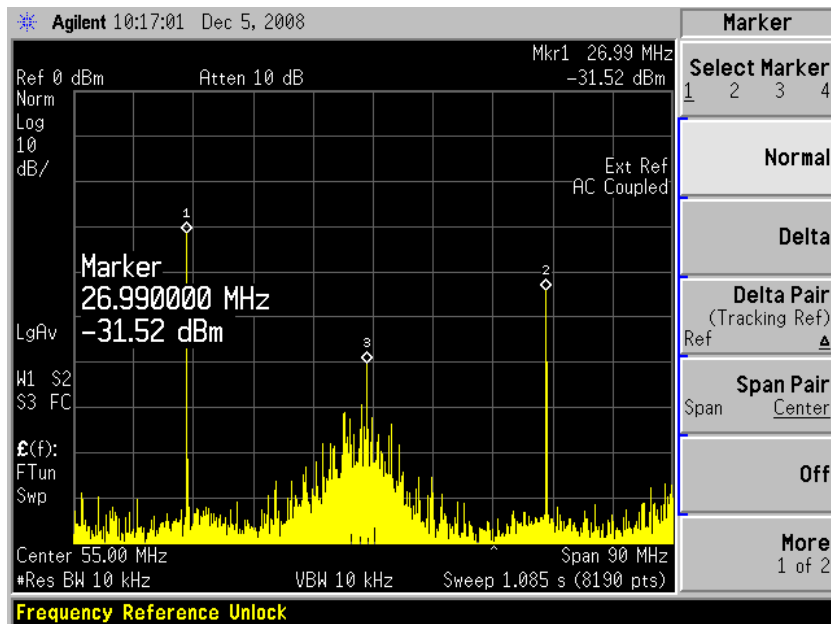 Agilent 10:17:01 Dec 5, 2008
Marker
Mkr1 26.99 MHz
Ref 0 dBm Atten 10 dB -31.52 dBm
Norm
Log
10
dB/
Ext Ref
AC Coupled
1
2
3
Marker
26.990000 MHz
-31.52 dBm
LgAv
W1 S2
S3 FC
£(f):
FTun
Swp
Center 55.00 MHz Span 90 MHz
#Res BW 10 kHz VBW 10 kHz Sweep 1.085 s (8190 pts)
Frequency Reference Unlock
Select Marker
1 2 3 4
Normal
Delta
Delta Pair
(Tracking Ref)
Ref Δ
Span Pair
Span Center
Off
More
1 of 2